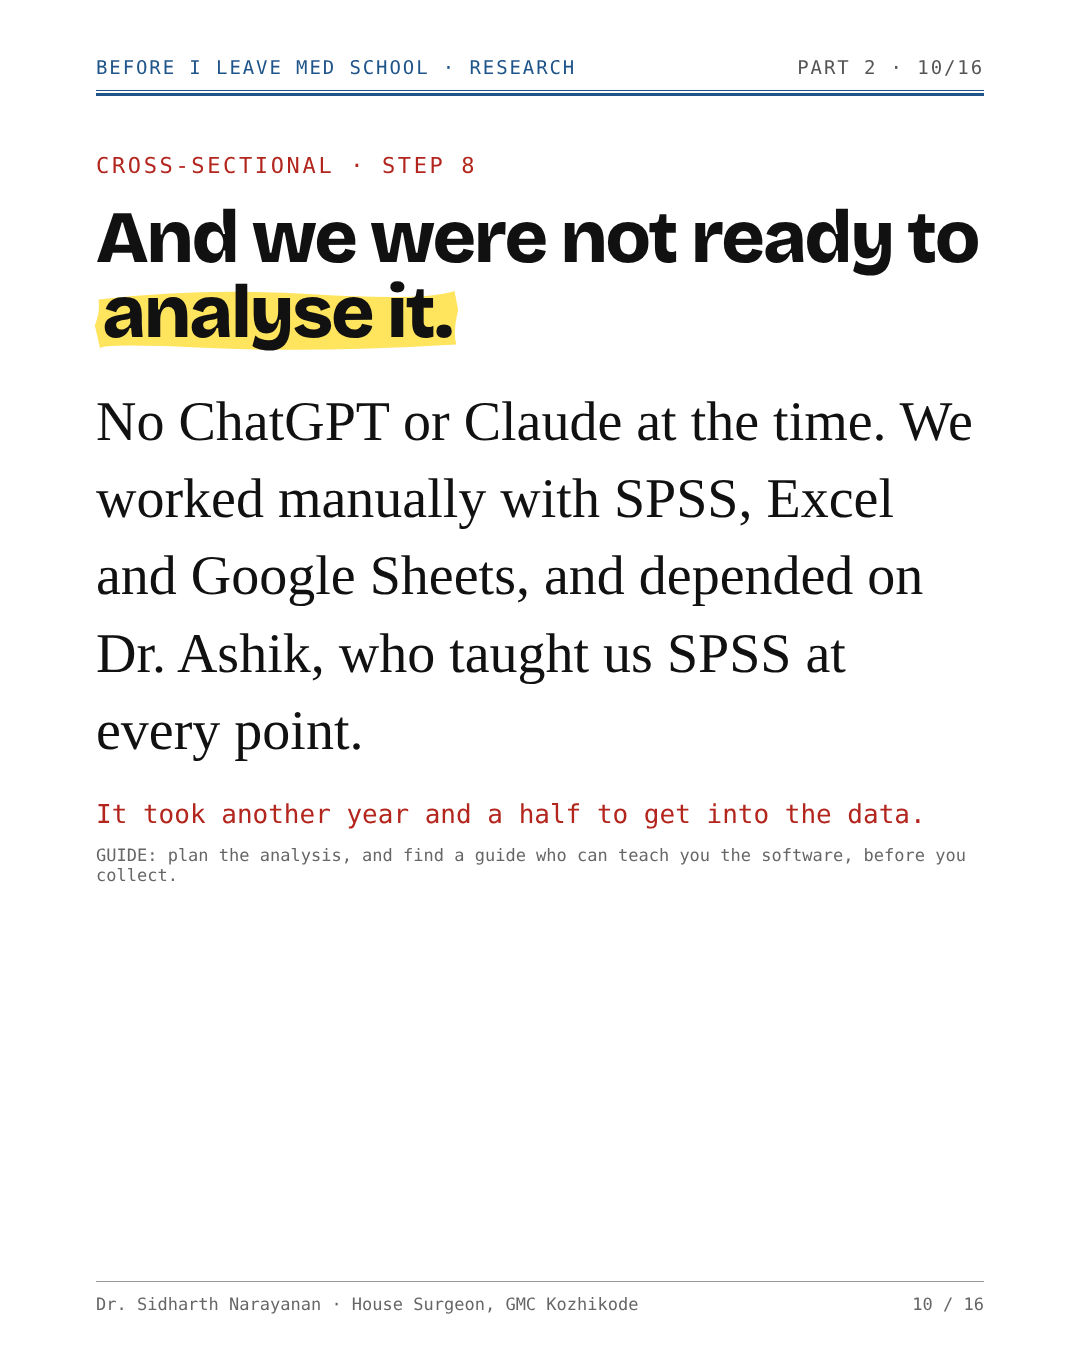 BEFORE I LEAVE MED SCHOOL · RESEARCH
PART 2 · 10/16
CROSS-SECTIONAL · STEP 8
And we were not ready to
analyse it.
No ChatGPT or Claude at the time. We
worked manually with SPSS, Excel
and Google Sheets, and depended on
Dr. Ashik, who taught us SPSS at
every point.
It took another year and a half to get into the data.
GUIDE: plan the analysis, and find a guide who can teach you the software, before you
collect.
Dr. Sidharth Narayanan · House Surgeon, GMC Kozhikode
10 / 16